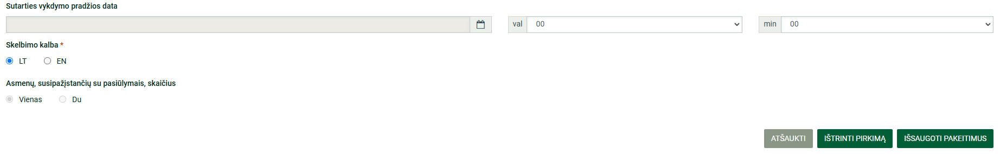 Sutarties vykdymo pradžios data
val 00 min 00
Skelbimo kalba *
LT EN
Asmenų, susipažįstančių su pasiūlymais, skaičius
Vienas Du
ATŠAUKTI IŠTRINTI PIRKIMĄ IŠSAUGOTI PAKEITIMUS